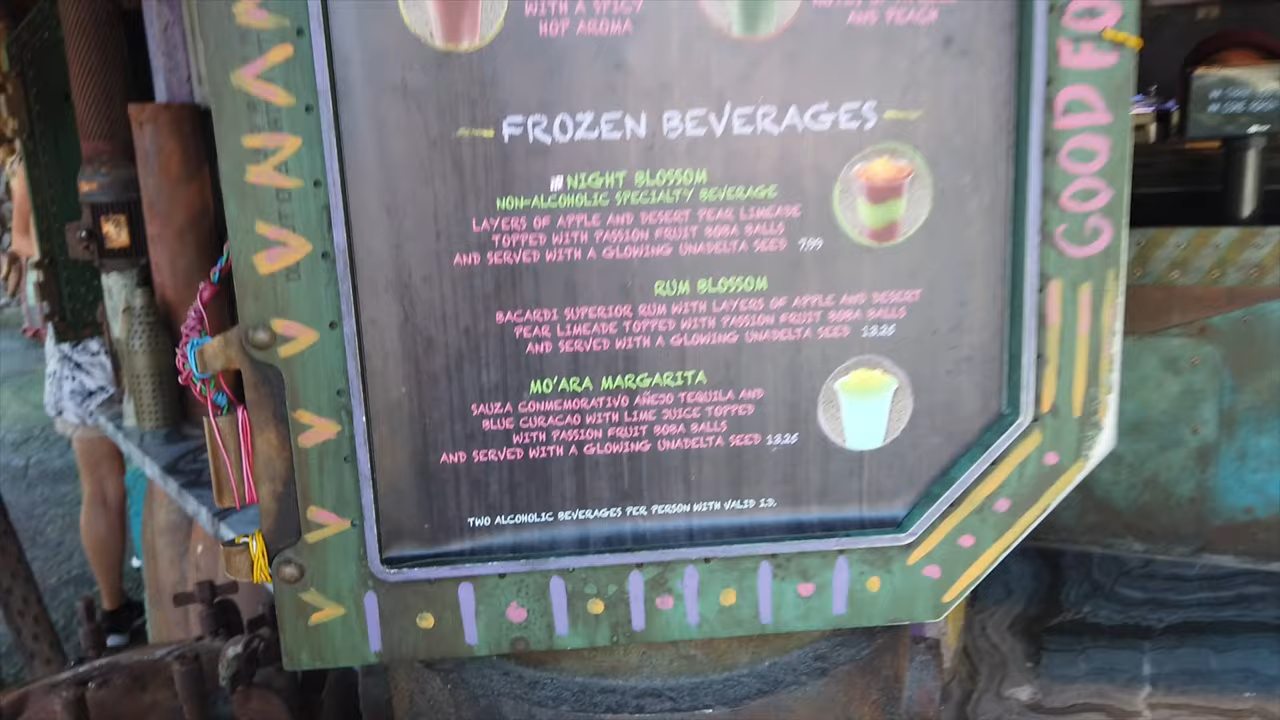 WITH A SPICY
HOT AROMA
AND PEACH
FROZEN BEVERAGES
NIGHT BLOSSOM
NON-ALCOHOLIC SPECIALTY BEVERAGE
LAYERS OF APPLE AND DESERT PEAR LIMEADE
TOPPED WITH PASSION FRUIT BOBA BALLS
AND SERVED WITH A GLOWING UNADELTA SEED 7.99
RUM BLOSSOM
BACARDI SUPERIOR RUM WITH LAYERS OF APPLE AND DESERT
PEAR LIMEADE TOPPED WITH PASSION FRUIT BOBA BALLS
AND SERVED WITH A GLOWING UNADELTA SEED 13.25
MO'ARA MARGARITA
SAUZA CONMEMORATIVO AÑEJO TEQUILA AND
BLUE CURACAO WITH LIME JUICE TOPPED
WITH PASSION FRUIT BOBA BALLS
AND SERVED WITH A GLOWING UNADELTA SEED 13.25
TWO ALCOHOLIC BEVERAGES PER PERSON WITH VALID I.D.
GOOD FO